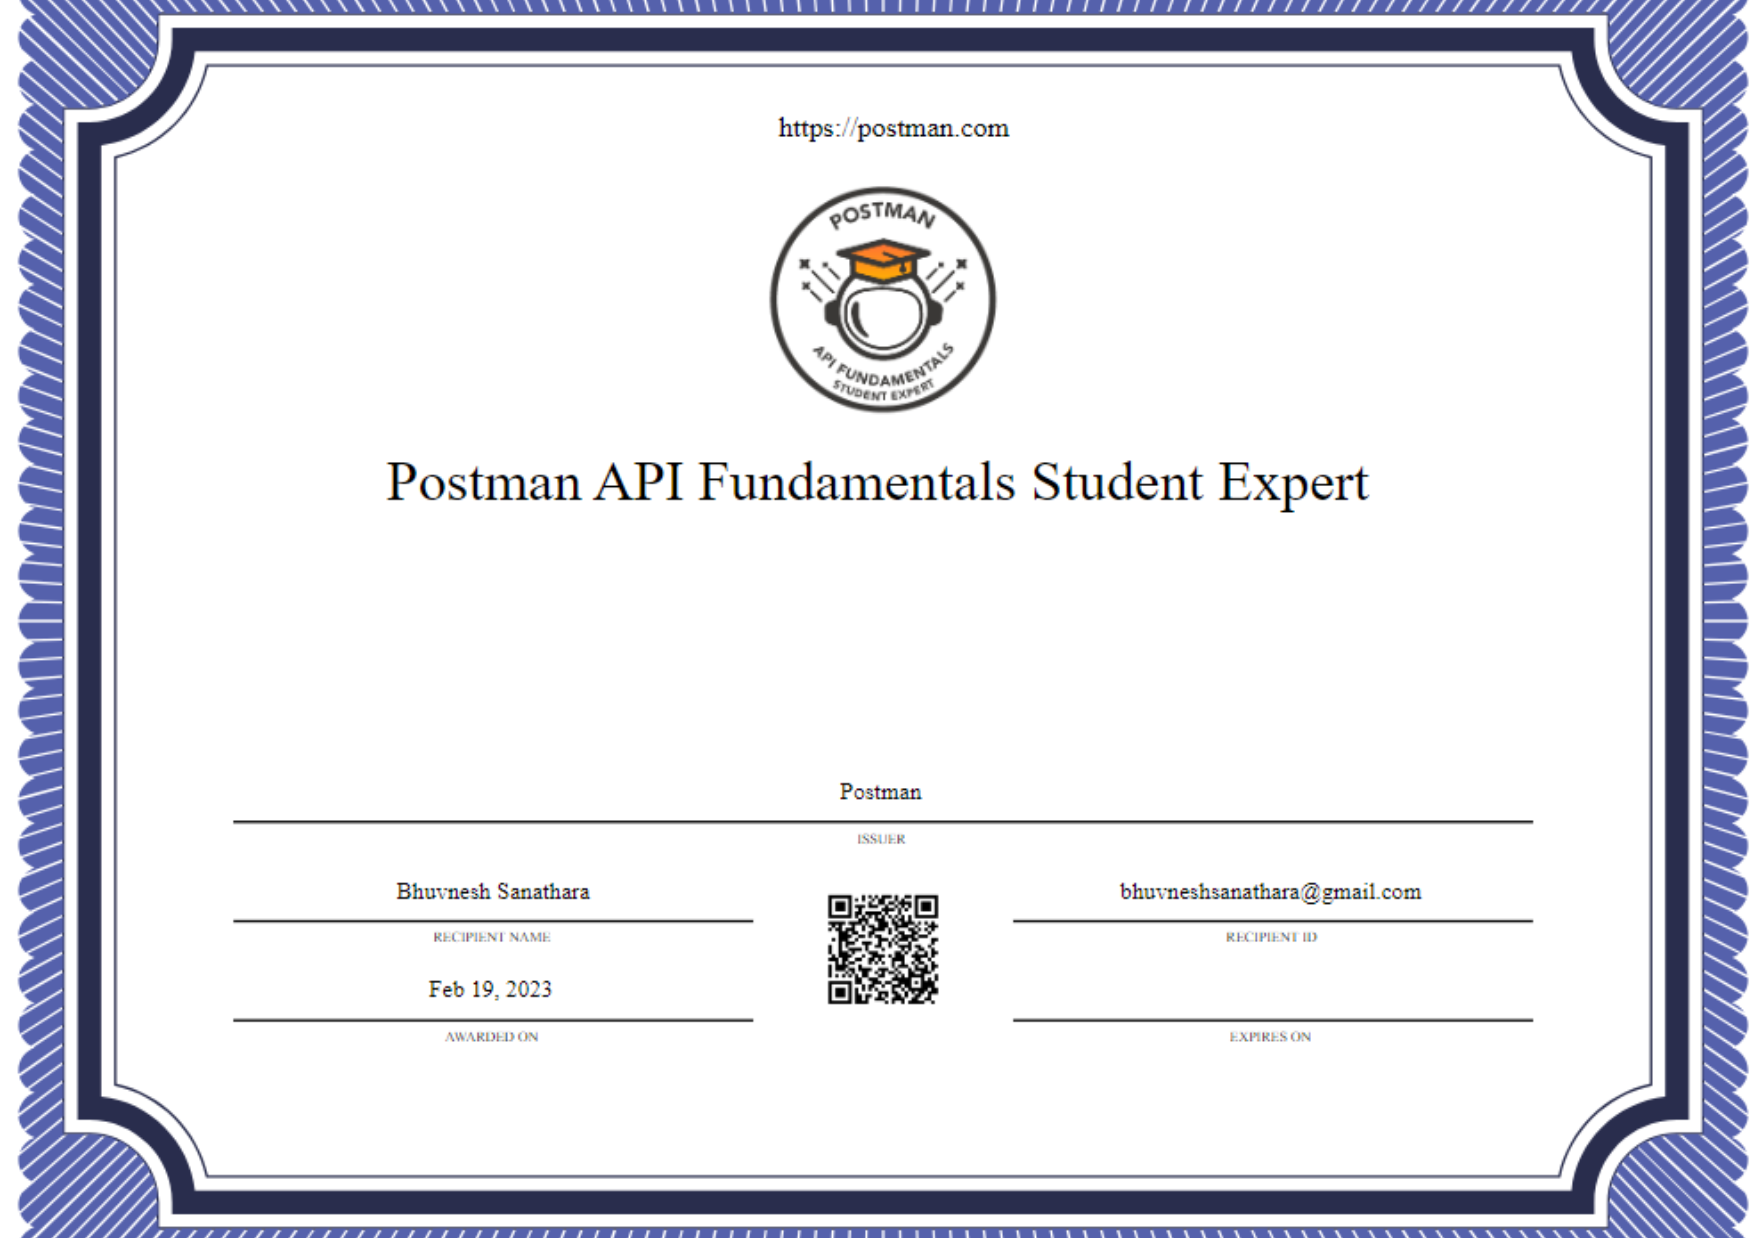 https://postman.com
POSTMAN
API FUNDAMENTALS
STUDENT EXPERT
Postman API Fundamentals Student Expert
Postman
ISSUER
Bhuvnesh Sanathara
RECIPIENT NAME
bhuvneshsanathara@gmail.com
RECIPIENT ID
Feb 19, 2023
AWARDED ON
EXPIRES ON